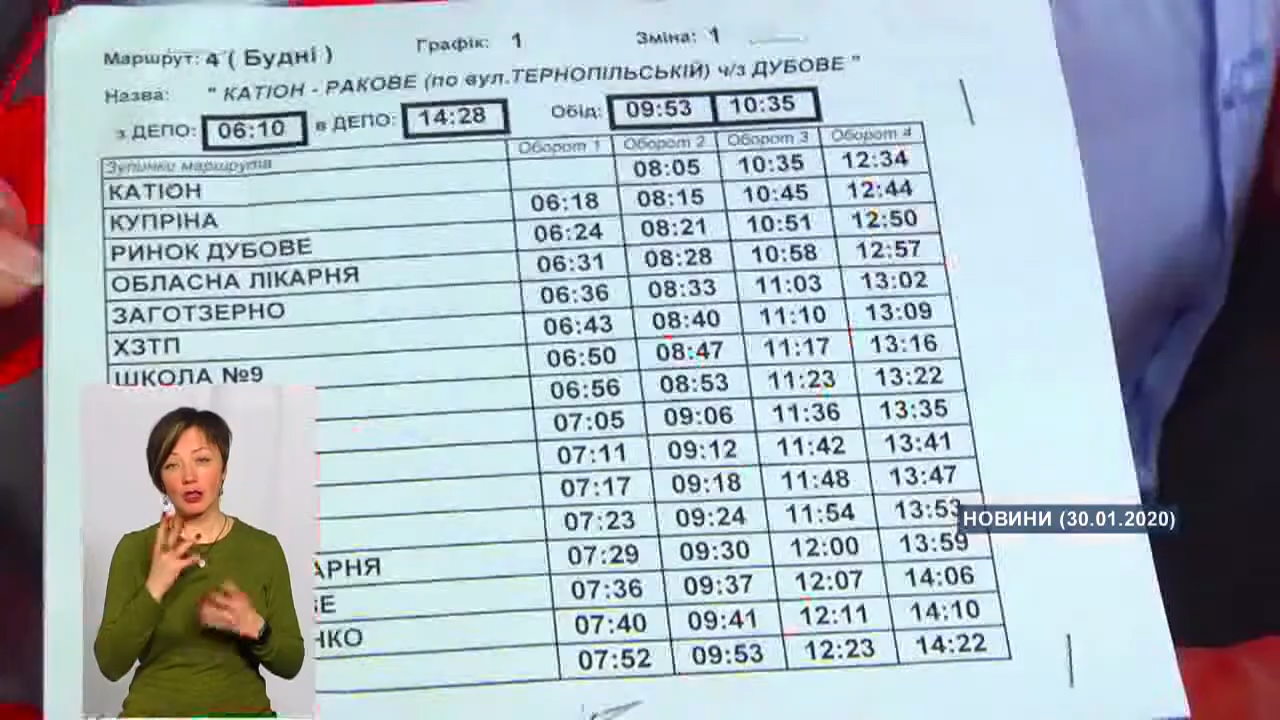 Маршрут: 4 ( Будні ) Графік: 1 Зміна: 1
Назва: " КАТІОН - РАКОВЕ (по вул.ТЕРНОПІЛЬСЬКІЙ) ч/з ДУБОВЕ "
з ДЕПО: 06:10 в ДЕПО: 14:28 Обід: 09:53 10:35
Зупинки маршрутів Оборот 1 Оборот 2 Оборот 3 Оборот 4
КАТІОН 08:05 10:35 12:34
КУПРІНА 06:18 08:15 10:45 12:44
РИНОК ДУБОВЕ 06:24 08:21 10:51 12:50
ОБЛАСНА ЛІКАРНЯ 06:31 08:28 10:58 12:57
ЗАГОТЗЕРНО 06:36 08:33 11:03 13:02
ХЗТП 06:43 08:40 11:10 13:09
ШКОЛА №9 06:50 08:47 11:17 13:16
06:56 08:53 11:23 13:22
07:05 09:06 11:36 13:35
07:11 09:12 11:42 13:41
07:17 09:18 11:48 13:47
07:23 09:24 11:54 13:53
АРНЯ 07:29 09:30 12:00 13:59
Е 07:36 09:37 12:07 14:06
НКО 07:40 09:41 12:11 14:10
07:52 09:53 12:23 14:22
НОВИНИ (30.01.2020)